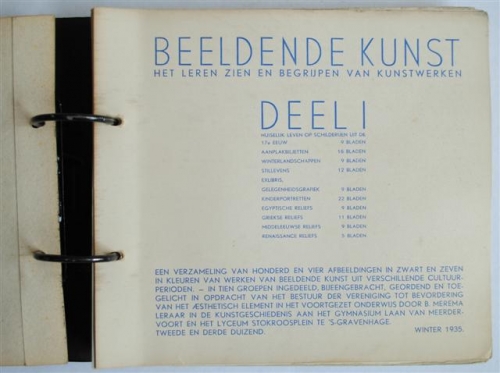 BEELDENDE KUNST
HET LEREN ZIEN EN BEGRIJPEN VAN KUNSTWERKEN
DEEL I
HUISELIJK LEVEN OP SCHILDERIJEN UIT DE
17e EEUW 9 BLADEN
AANPLAKBILJETTEN 16 BLADEN
WINTERLANDSCHAPPEN 9 BLADEN
STILLEVENS 12 BLADEN
EXLIBRIS,
GELEGENHEIDSGRAFIEK 9 BLADEN
KINDERPORTRETTEN BLADEN
EGYPTISCHE RELIEFS 9 BLADEN
GRIEKSE RELIEFS 11 BLADEN
MIDDELEEUWSE RELIEFS 9 BLADEN
RENAISSANCE RELIEFS 5 BLADEN
EEN VERZAMELING VAN HONDERD EN VIER AFBEELDINGEN IN ZWART EN ZEVEN
IN KLEUREN VAN WERKEN VAN BEELDENDE KUNST UIT VERSCHILLENDE CULTUUR-
PERIODEN. – IN TIEN GROEPEN INGEDEELD, BIJEENGEBRACHT, GEORDEND EN TOE-
GELICHT IN OPDRACHT VAN HET BESTUUR DER VERENIGING TOT BEVORDERING
VAN HET ÆSTHETISCH ELEMENT IN HET VOORTGEZET ONDERWIJS DOOR B. MEREMA
LERAAR IN DE KUNSTGESCHIEDENIS AAN HET GYMNASIUM LAAN VAN MEERDER-
VOORT EN HET LYCEUM STOKROOSPLEIN TE 'S-GRAVENHAGE.
TWEEDE EN DERDE DUIZEND. WINTER 1935.